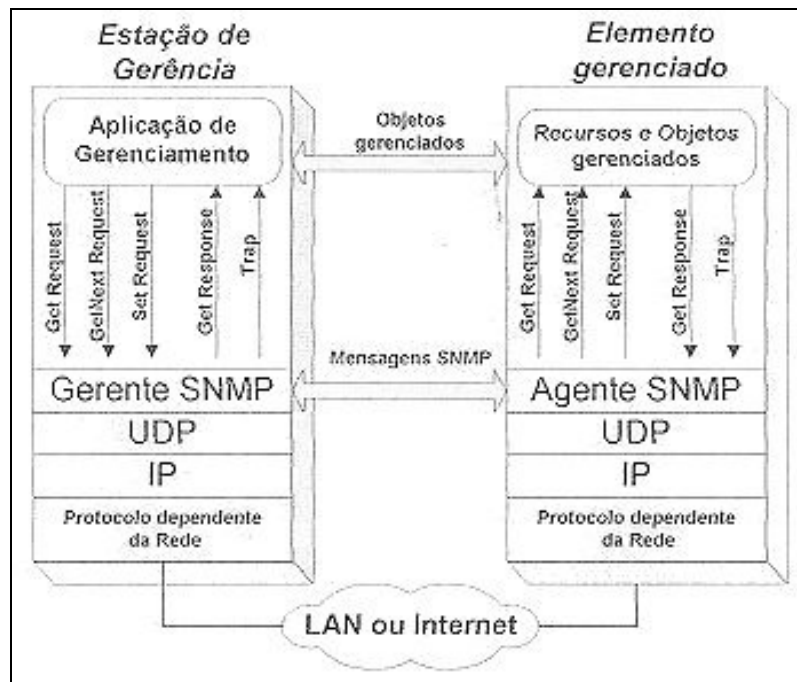 Estação de
Gerência
Elemento
gerenciado
Aplicação de
Gerenciamento
Objetos
gerenciados
Recursos e Objetos
gerenciados
Get Request
GetNext Request
Set Request
Get Response
Trap
Get Request
GetNext Request
Set Request
Get Response
Trap
Mensagens SNMP
Gerente SNMP
Agente SNMP
UDP
UDP
IP
IP
Protocolo dependente
da Rede
Protocolo dependente
da Rede
LAN ou Internet